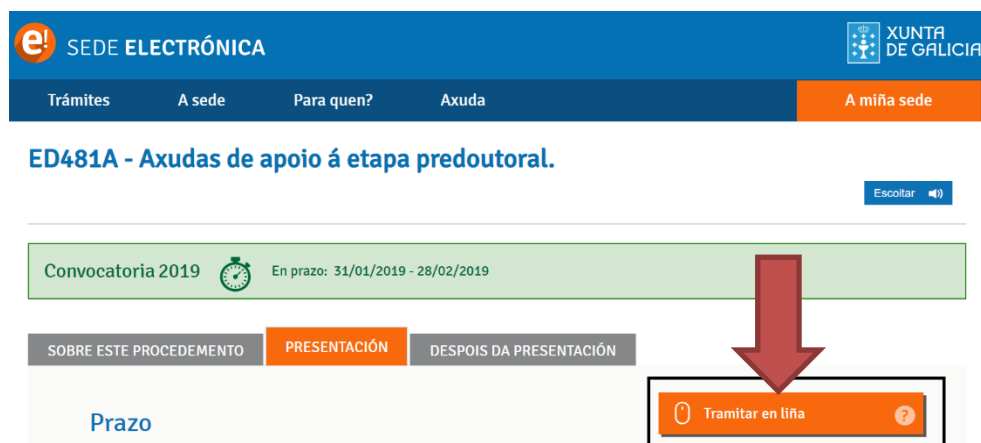 e! SEDE ELECTRÓNICA
XUNTA
DE GALICIA
Trámites A sede Para quen? Axuda A miña sede
ED481A - Axudas de apoio á etapa predoutoral.
Escoitar
Convocatoria 2019 En prazo: 31/01/2019 - 28/02/2019
SOBRE ESTE PROCEDEMENTO PRESENTACIÓN DESPOIS DA PRESENTACIÓN
Tramitar en liña ?
Prazo